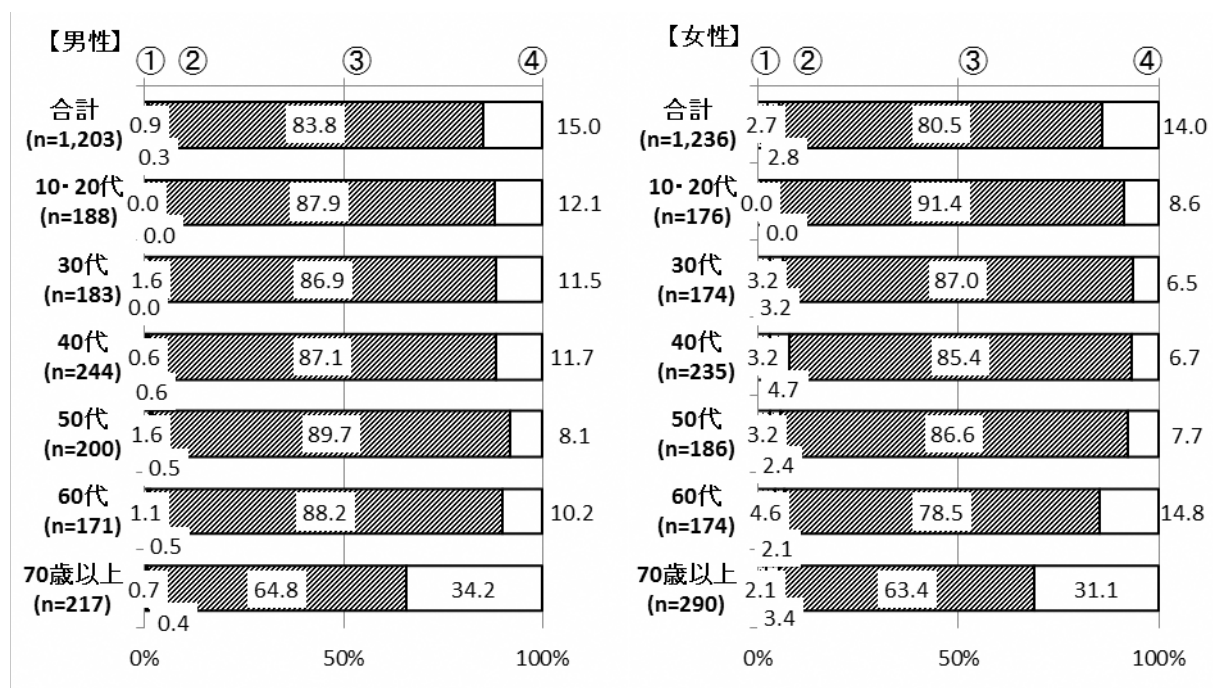 【男性】
① ② ③ ④
合計
(n=1,203)
0.9 83.8 15.0
0.3
10・20代
(n=188)
0.0 87.9 12.1
0.0
30代
(n=183)
1.6 86.9 11.5
0.0
40代
(n=244)
0.6 87.1 11.7
0.6
50代
(n=200)
1.6 89.7 8.1
0.5
60代
(n=171)
1.1 88.2 10.2
0.5
70歳以上
(n=217)
0.7 64.8 34.2
0.4
0% 50% 100%
【女性】
① ② ③ ④
合計
(n=1,236)
2.7 80.5 14.0
2.8
10・20代
(n=176)
0.0 91.4 8.6
0.0
30代
(n=174)
3.2 87.0 6.5
3.2
40代
(n=235)
3.2 85.4 6.7
4.7
50代
(n=186)
3.2 86.6 7.7
2.4
60代
(n=174)
4.6 78.5 14.8
2.1
70歳以上
(n=290)
2.1 63.4 31.1
3.4
0% 50% 100%